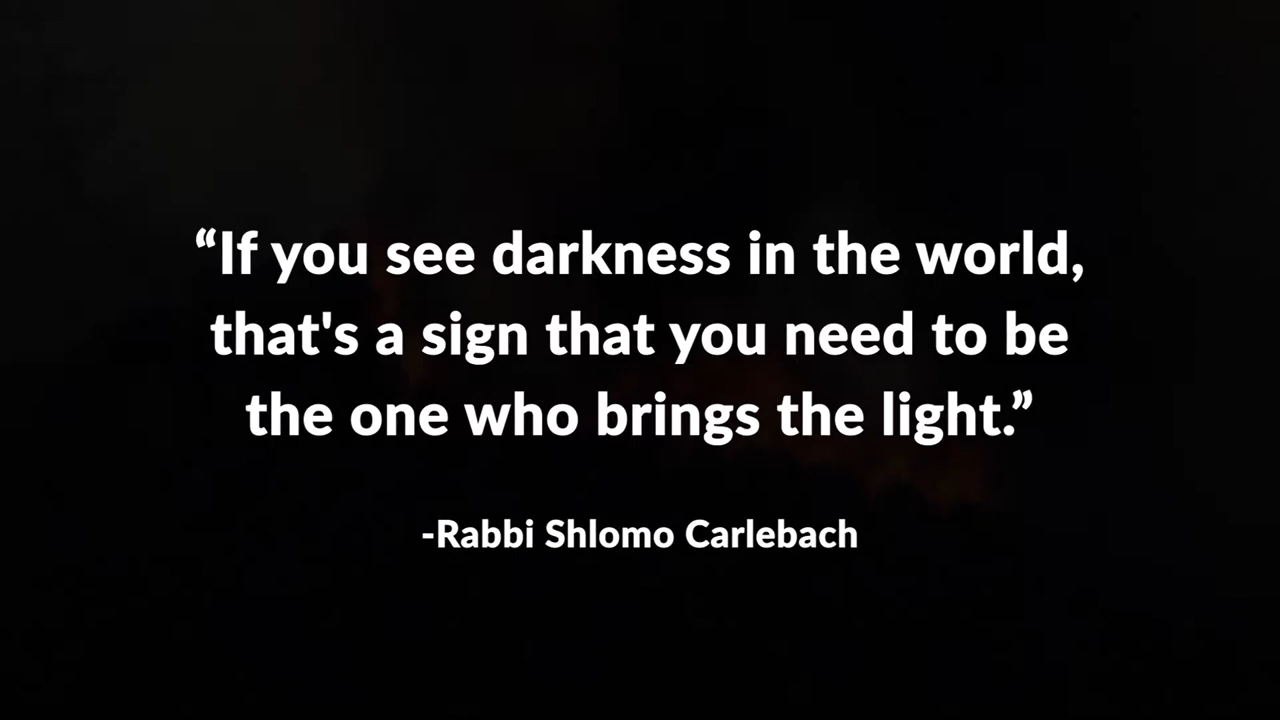 “If you see darkness in the world,
that's a sign that you need to be
the one who brings the light.”
-Rabbi Shlomo Carlebach